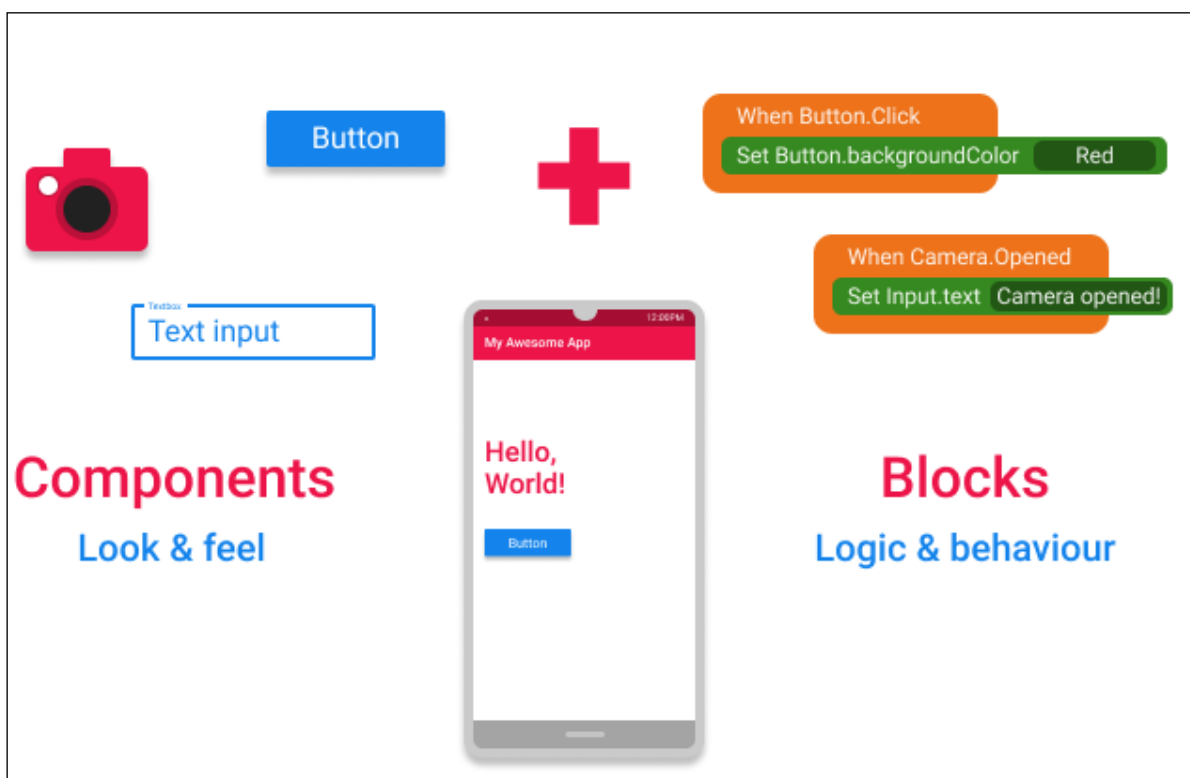 Button
When Button.Click
Set Button.backgroundColor Red
When Camera.Opened
Set Input.text Camera opened!
Textbox
Text input
12:00PM
My Awesome App
Hello,
World!
Button
Components
Look & feel
Blocks
Logic & behaviour